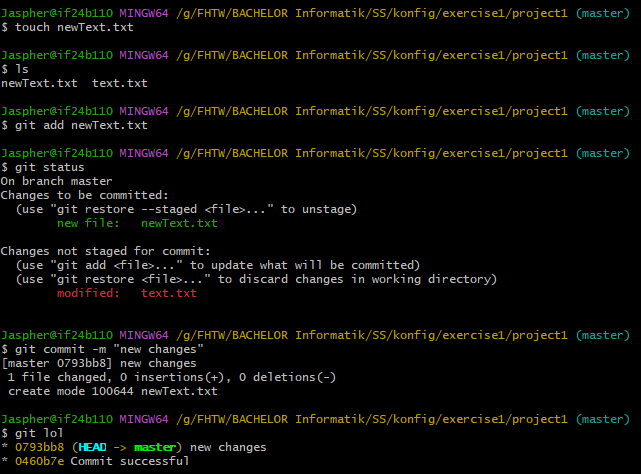 Jaspher@if24b110 MINGW64 /g/FHTW/BACHELOR Informatik/SS/konfig/exercise1/project1 (master)
$ touch newText.txt
Jaspher@if24b110 MINGW64 /g/FHTW/BACHELOR Informatik/SS/konfig/exercise1/project1 (master)
$ ls
newText.txt  text.txt
Jaspher@if24b110 MINGW64 /g/FHTW/BACHELOR Informatik/SS/konfig/exercise1/project1 (master)
$ git add newText.txt
Jaspher@if24b110 MINGW64 /g/FHTW/BACHELOR Informatik/SS/konfig/exercise1/project1 (master)
$ git status
On branch master
Changes to be committed:
  (use "git restore --staged <file>..." to unstage)
        new file:   newText.txt
Changes not staged for commit:
  (use "git add <file>..." to update what will be committed)
  (use "git restore <file>..." to discard changes in working directory)
        modified:   text.txt
Jaspher@if24b110 MINGW64 /g/FHTW/BACHELOR Informatik/SS/konfig/exercise1/project1 (master)
$ git commit -m "new changes"
[master 0793bb8] new changes
 1 file changed, 0 insertions(+), 0 deletions(-)
 create mode 100644 newText.txt
Jaspher@if24b110 MINGW64 /g/FHTW/BACHELOR Informatik/SS/konfig/exercise1/project1 (master)
$ git lol
* 0793bb8 (HEAD -> master) new changes
* 0460b7e Commit successful